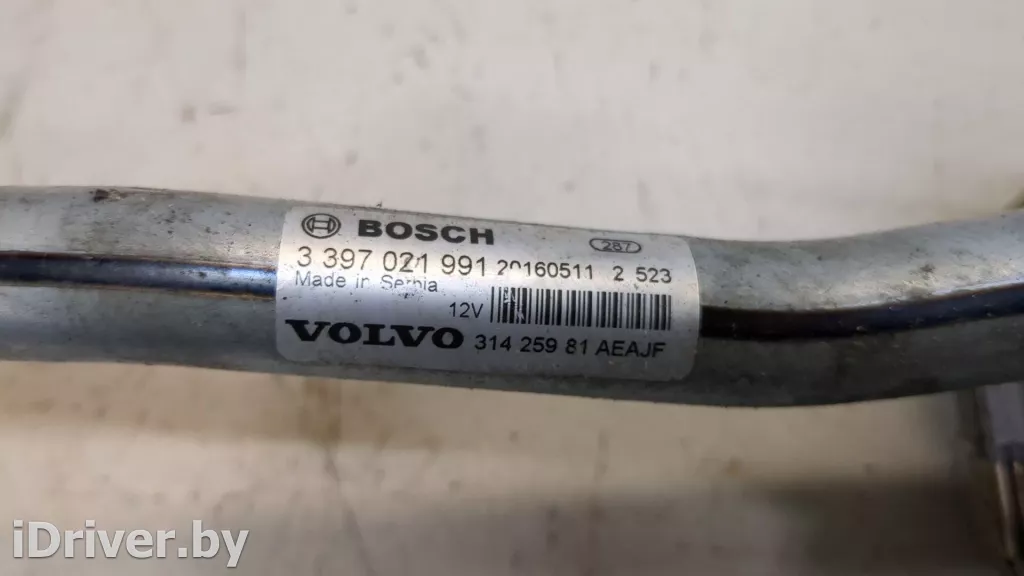 BOSCH 287
3 397 021 991 20160511 2 523
Made in Serbia
12V
VOLVO 314 259 81 AEAJF
iDriver.by